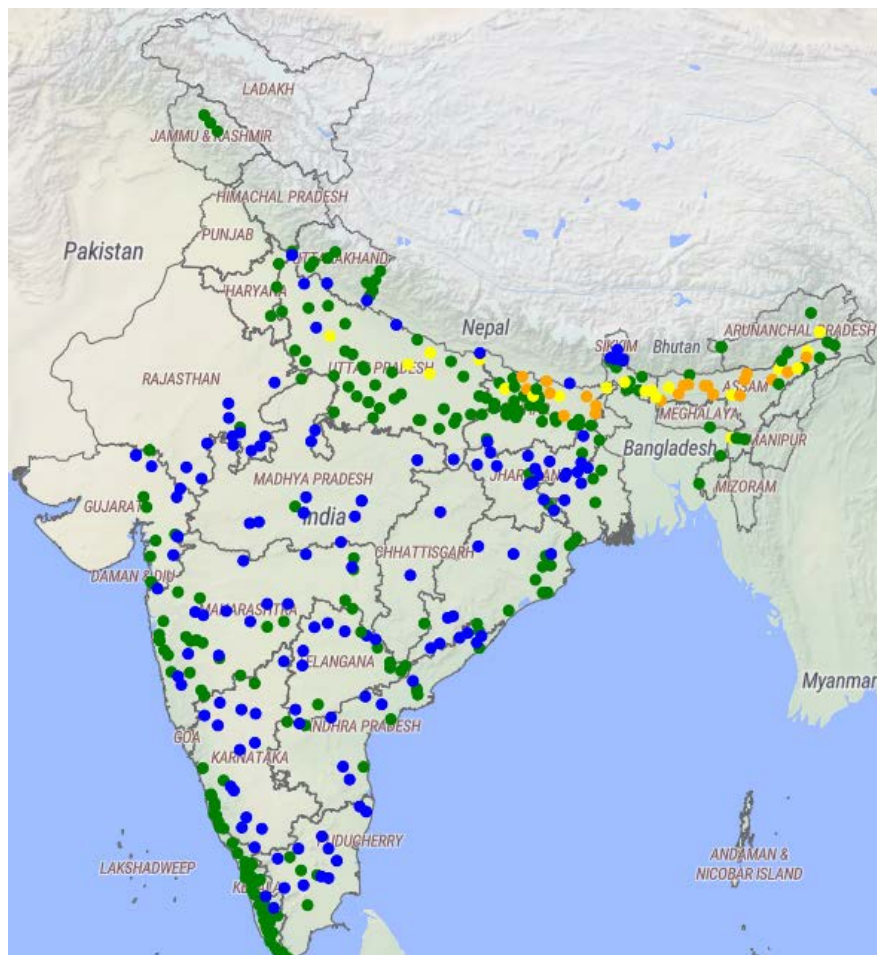 LADAKH
JAMMU & KASHMIR
HIMACHAL PRADESH
PUNJAB
Pakistan
UTTARAKHAND
HARYANA
Nepal
SIKKIM
Bhutan
ARUNANCHAL PRADESH
RAJASTHAN
UTTAR PRADESH
ASSAM
MEGHALAYA
Bangladesh
MANIPUR
MADHYA PRADESH
JHARKHAN
MIZORAM
GUJARAT
India
CHHATTISGARH
DAMAN & DIU
MAHARASHTRA
TELANGANA
Myanmar
ANDHRA PRADESH
GOA
KARNATAKA
PUDUCHERRY
LAKSHADWEEP
ANDAMAN &
NICOBAR ISLAND
KERALA